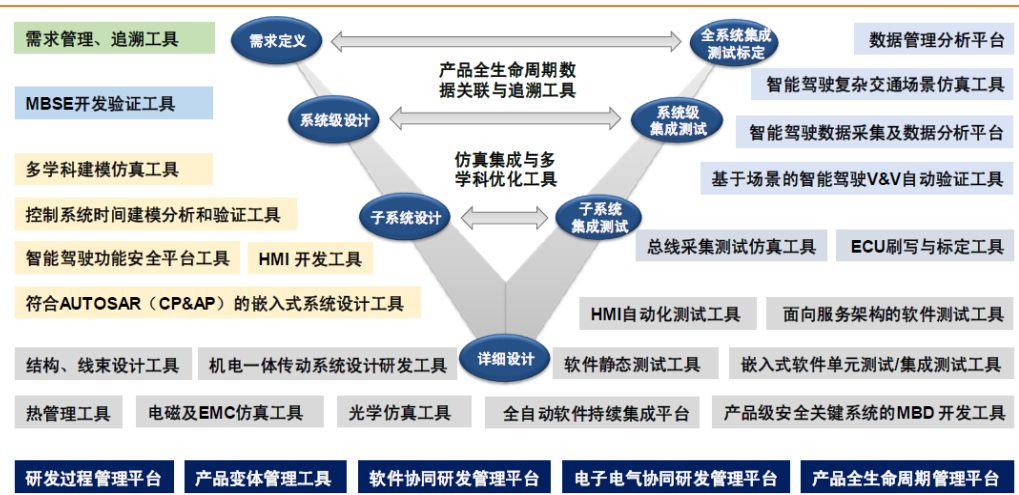 需求管理、追溯工具
需求定义
全系统集成
测试标定
数据管理分析平台
产品全生命周期数
据关联与追溯工具
智能驾驶复杂交通场景仿真工具
MBSE开发验证工具
系统级设计
系统级
集成测试
智能驾驶数据采集及数据分析平台
仿真集成与多
学科优化工具
多学科建模仿真工具
基于场景的智能驾驶V&V自动验证工具
控制系统时间建模分析和验证工具
子系统设计
子系统
集成测试
总线采集测试仿真工具
ECU刷写与标定工具
智能驾驶功能安全平台工具
HMI 开发工具
符合AUTOSAR（CP&AP）的嵌入式系统设计工具
HMI自动化测试工具
面向服务架构的软件测试工具
结构、线束设计工具
机电一体传动系统设计研发工具
详细设计
软件静态测试工具
嵌入式软件单元测试/集成测试工具
热管理工具
电磁及EMC仿真工具
光学仿真工具
全自动软件持续集成平台
产品级安全关键系统的MBD 开发工具
研发过程管理平台
产品变体管理工具
软件协同研发管理平台
电子电气协同研发管理平台
产品全生命周期管理平台